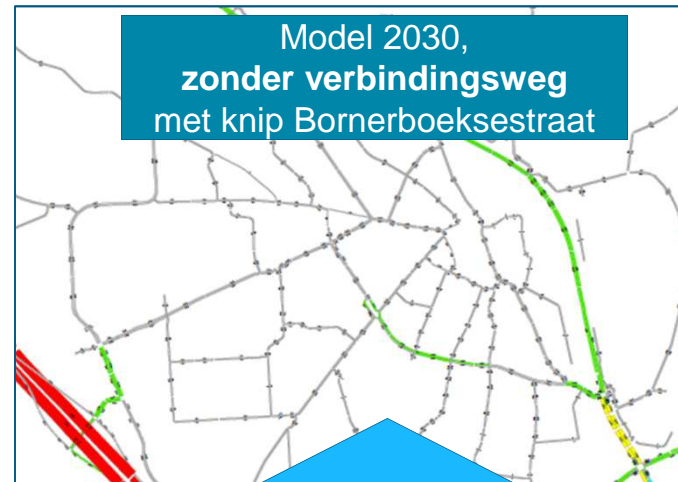 Model 2030,
zonder verbindingsweg
met knip Bornerboeksestraat